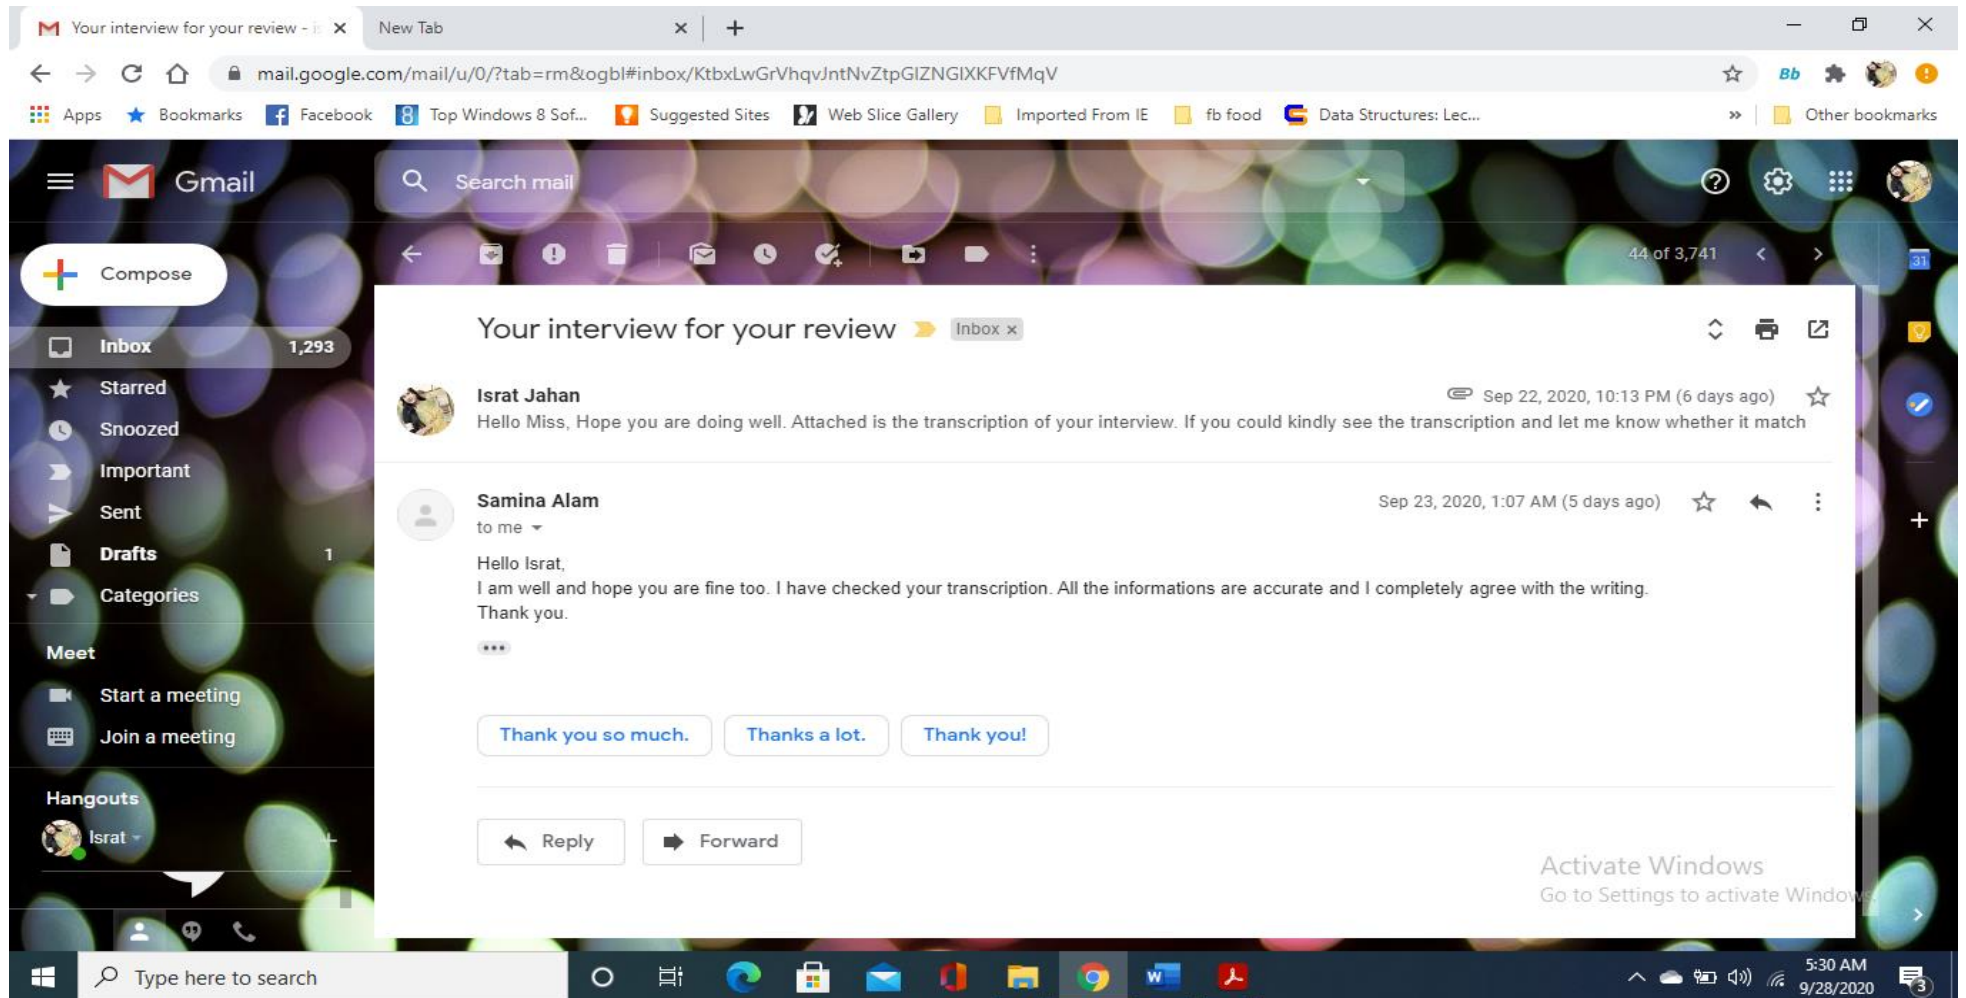 Your interview for your review - is
New Tab
mail.google.com/mail/u/0/?tab=rm&ogbl#inbox/KtbxLwGrVhqvJntNvZtpGlZNGlXKFVfMqV
Bb
Apps Bookmarks Facebook Top Windows 8 Sof... Suggested Sites Web Slice Gallery Imported From IE fb food Data Structures: Lec... » Other bookmarks
Gmail
Search mail
Compose
44 of 3,741
31
Your interview for your review Inbox x
Inbox 1,293
Starred
Snoozed
Important
Sent
Drafts 1
Categories
Meet
Start a meeting
Join a meeting
Hangouts
Israt
Israt Jahan Sep 22, 2020, 10:13 PM (6 days ago)
Hello Miss, Hope you are doing well. Attached is the transcription of your interview. If you could kindly see the transcription and let me know whether it match
Samina Alam Sep 23, 2020, 1:07 AM (5 days ago)
to me
Hello Israt,
I am well and hope you are fine too. I have checked your transcription. All the informations are accurate and I completely agree with the writing.
Thank you.
Thank you so much. Thanks a lot. Thank you!
Reply Forward
Activate Windows
Go to Settings to activate Windows.
Type here to search
W
5:30 AM
9/28/2020
3